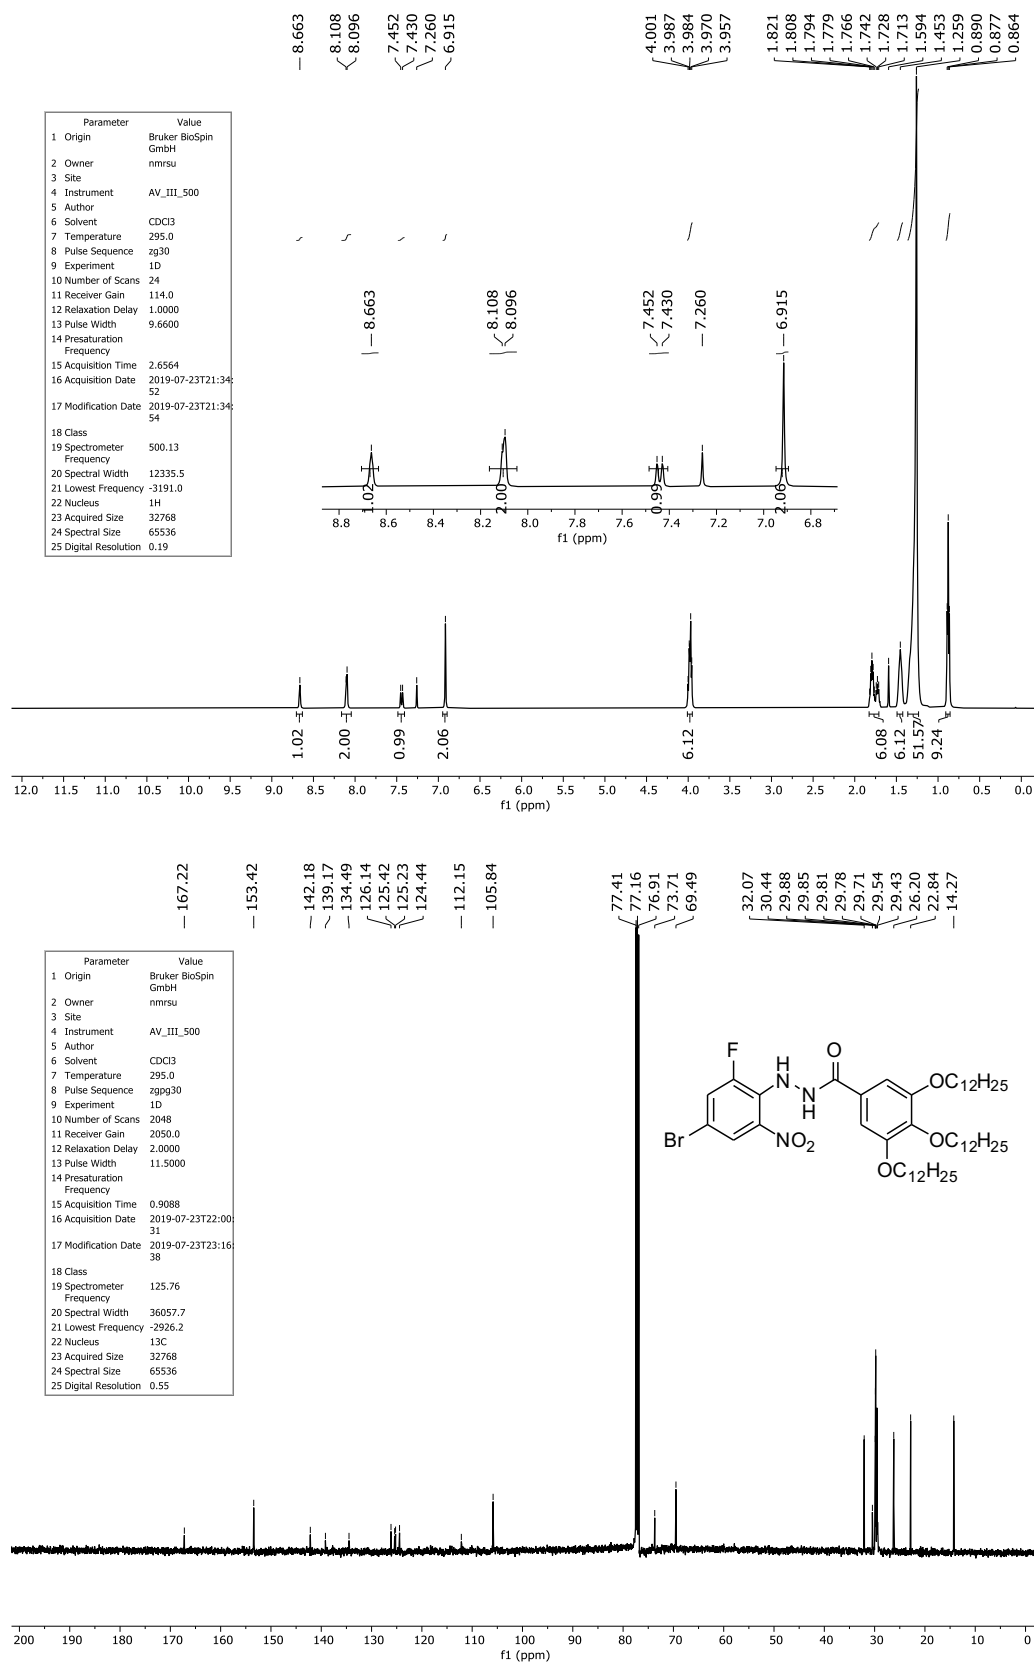 8.663
8.108
8.096
7.452
7.430
7.260
6.915
4.001
3.987
3.984
3.970
3.957
1.821
1.808
1.794
1.779
1.766
1.742
1.728
1.713
1.594
1.453
1.259
0.890
0.877
0.864
Parameter Value
1 Origin Bruker BioSpin
GmbH
2 Owner nmrsu
3 Site
4 Instrument AV_III_500
5 Author
6 Solvent CDCl3
7 Temperature 295.0
8 Pulse Sequence zg30
9 Experiment 1D
10 Number of Scans 24
11 Receiver Gain 114.0
12 Relaxation Delay 1.0000
13 Pulse Width 9.6600
14 Presaturation
Frequency
15 Acquisition Time 2.6564
16 Acquisition Date 2019-07-23T21:34:
52
17 Modification Date 2019-07-23T21:34:
54
18 Class
19 Spectrometer 500.13
Frequency
20 Spectral Width 12335.5
21 Lowest Frequency -3191.0
22 Nucleus 1H
23 Acquired Size 32768
24 Spectral Size 65536
25 Digital Resolution 0.19
8.663
8.108
8.096
7.452
7.430
7.260
6.915
1.02
2.00
0.99
2.06
8.8 8.6 8.4 8.2 8.0 7.8 7.6 7.4 7.2 7.0 6.8
f1 (ppm)
1.02
2.00
0.99
2.06
6.12
6.08
6.12
51.57
9.24
12.0 11.5 11.0 10.5 10.0 9.5 9.0 8.5 8.0 7.5 7.0 6.5 6.0 5.5 5.0 4.5 4.0 3.5 3.0 2.5 2.0 1.5 1.0 0.5 0.0
f1 (ppm)
167.22
153.42
142.18
139.17
134.49
126.14
125.42
125.23
124.44
112.15
105.84
77.41
77.16
76.91
73.71
69.49
32.07
30.44
29.88
29.85
29.81
29.78
29.71
29.54
29.43
26.20
22.84
14.27
Parameter Value
1 Origin Bruker BioSpin
GmbH
2 Owner nmrsu
3 Site
4 Instrument AV_III_500
5 Author
6 Solvent CDCl3
7 Temperature 295.0
8 Pulse Sequence zgpg30
9 Experiment 1D
10 Number of Scans 2048
11 Receiver Gain 2050.0
12 Relaxation Delay 2.0000
13 Pulse Width 11.5000
14 Presaturation
Frequency
15 Acquisition Time 0.9088
16 Acquisition Date 2019-07-23T22:00:
31
17 Modification Date 2019-07-23T23:16:
38
18 Class
19 Spectrometer 125.76
Frequency
20 Spectral Width 36057.7
21 Lowest Frequency -2926.2
22 Nucleus 13C
23 Acquired Size 32768
24 Spectral Size 65536
25 Digital Resolution 0.55
F
H
N
O
N
H
OC12H25
Br
NO2
OC12H25
OC12H25
200 190 180 170 160 150 140 130 120 110 100 90 80 70 60 50 40 30 20 10 0
f1 (ppm)